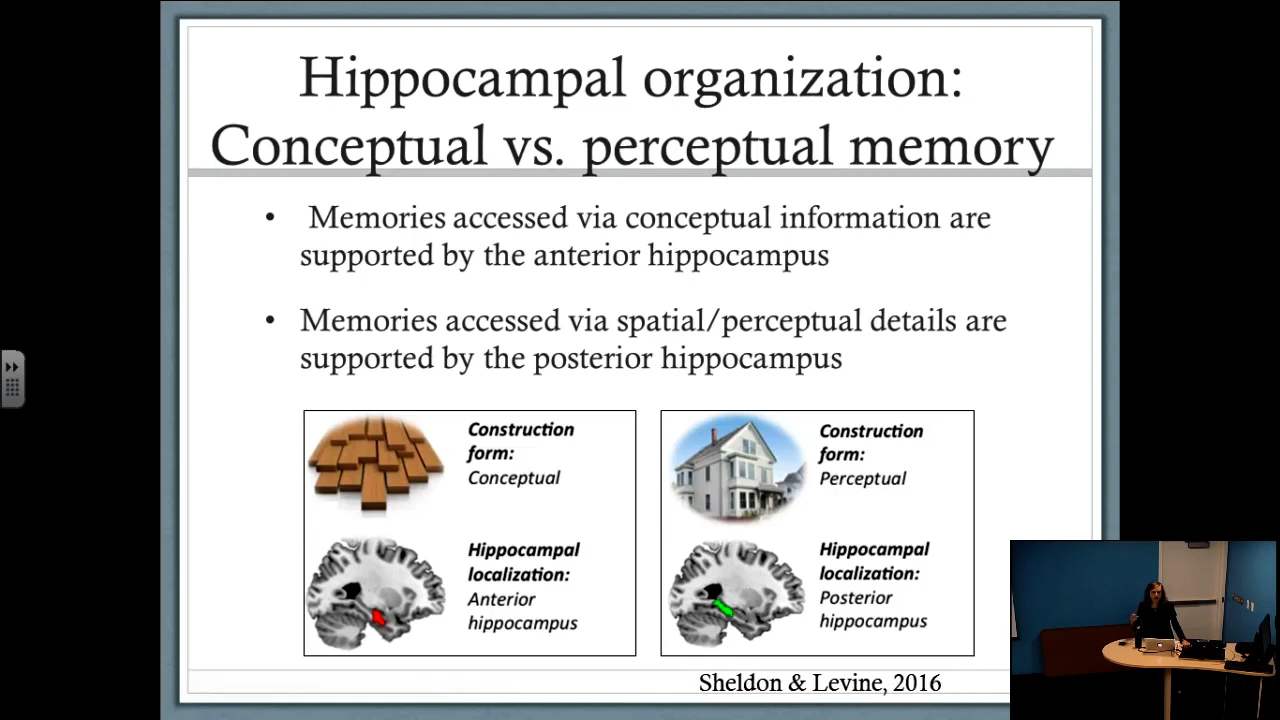 Hippocampal organization:
Conceptual vs. perceptual memory
• Memories accessed via conceptual information are
supported by the anterior hippocampus
• Memories accessed via spatial/perceptual details are
supported by the posterior hippocampus
Construction
form:
Conceptual
Hippocampal
localization:
Anterior
hippocampus
Construction
form:
Perceptual
Hippocampal
localization:
Posterior
hippocampus
Sheldon & Levine, 2016